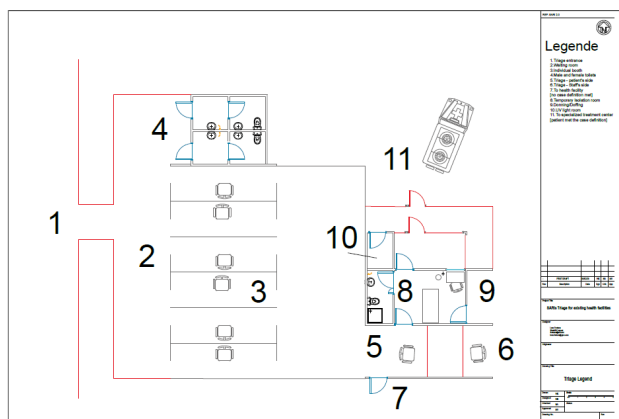 Legende
1. Triage entrance
2.Waiting room
3.Individual booth
4.Male and female toilets
5. Triage - patient's side
6. Triage - Staff's side
7. To health facility
[no case definition met]
8. Temporary isolation room
9.Donning/Doffing
10.UV light room
11. To specialized treatment center
[patient met the case definition]
4
11
1
2
10
3
8
9
5
6
7
SARIs Triage for existing health facilities
Triage Legend